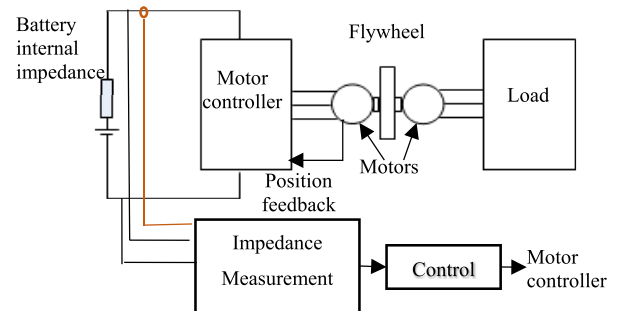 Battery
internal
impedance
Flywheel
Motor
controller
Load
Motors
Position
feedback
Impedance
Measurement
Control
Motor
controller